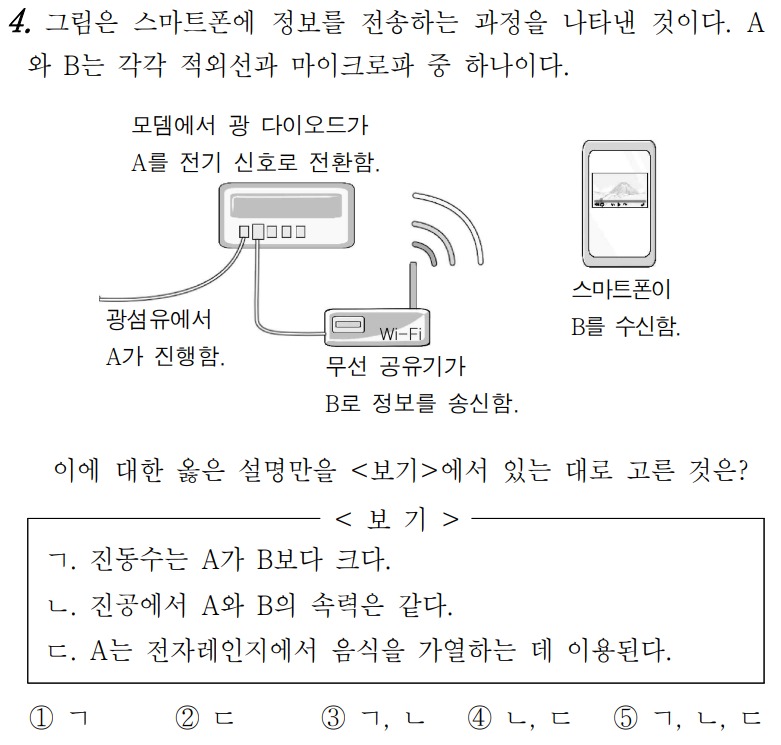 4. 그림은 스마트폰에 정보를 전송하는 과정을 나타낸 것이다. A
와 B는 각각 적외선과 마이크로파 중 하나이다.
모뎀에서 광 다이오드가
A를 전기 신호로 전환함.
광섬유에서
A가 진행함.
Wi-Fi
무선 공유기가
B로 정보를 송신함.
스마트폰이
B를 수신함.
이에 대한 옳은 설명만을 <보기>에서 있는 대로 고른 것은?
< 보 기 >
ㄱ. 진동수는 A가 B보다 크다.
ㄴ. 진공에서 A와 B의 속력은 같다.
ㄷ. A는 전자레인지에서 음식을 가열하는 데 이용된다.
① ㄱ ② ㄷ ③ ㄱ, ㄴ ④ ㄴ, ㄷ ⑤ ㄱ, ㄴ, ㄷ